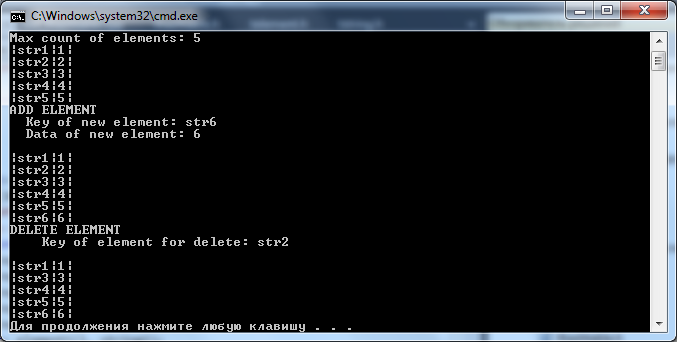 C:\Windows\system32\cmd.exe
Max count of elements: 5
¦str1¦1¦
¦str2¦2¦
¦str3¦3¦
¦str4¦4¦
¦str5¦5¦
ADD ELEMENT
  Key of new element: str6
  Data of new element: 6

¦str1¦1¦
¦str2¦2¦
¦str3¦3¦
¦str4¦4¦
¦str5¦5¦
¦str6¦6¦
DELETE ELEMENT
    Key of element for delete: str2

¦str1¦1¦
¦str3¦3¦
¦str4¦4¦
¦str5¦5¦
¦str6¦6¦
Для продолжения нажмите любую клавишу . . .